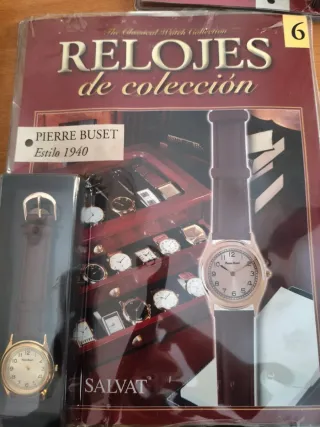 The Classical Watch Collection
6
RELOJES
de colección
PIERRE BUSET
Estilo 1940
SALVAT